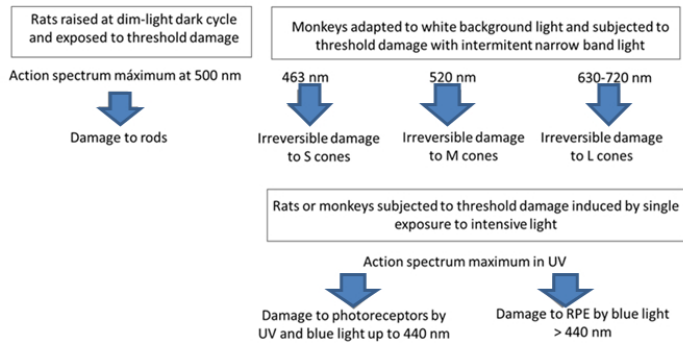 Rats raised at dim-light dark cycle
and exposed to threshold damage
Action spectrum máximum at 500 nm
Damage to rods
Monkeys adapted to white background light and subjected to
threshold damage with intermitent narrow band light
463 nm
520 nm
630-720 nm
Irreversible damage
to S cones
Irreversible damage
to M cones
Irreversible damage
to L cones
Rats or monkeys subjected to threshold damage induced by single
exposure to intensive light
Action spectrum maximum in UV
Damage to photoreceptors by
UV and blue light up to 440 nm
Damage to RPE by blue light
> 440 nm